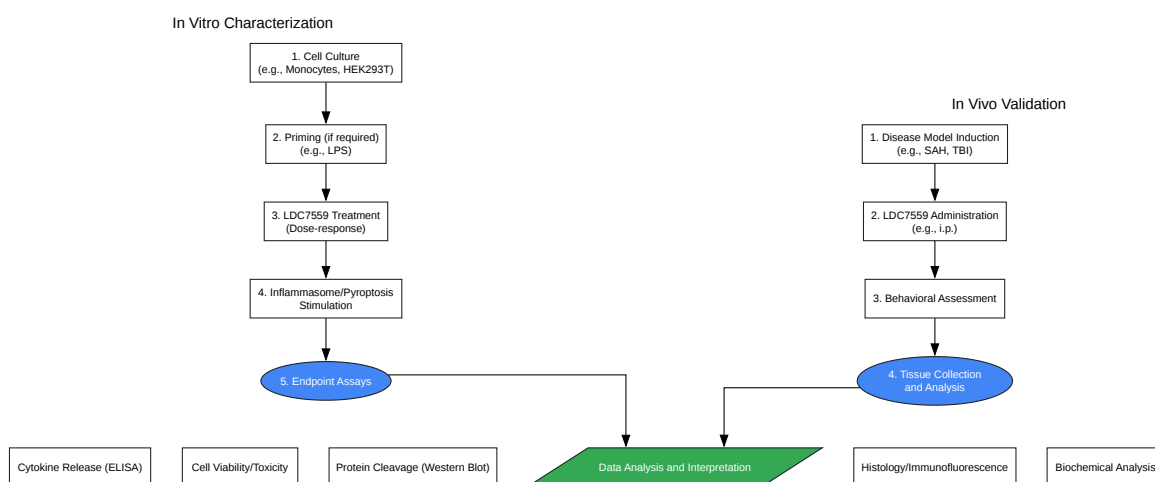 In Vitro Characterization
1. Cell Culture
(e.g., Monocytes, HEK293T)
2. Priming (if required)
(e.g., LPS)
3. LDC7559 Treatment
(Dose-response)
4. Inflammasome/Pyroptosis
Stimulation
5. Endpoint Assays
In Vivo Validation
1. Disease Model Induction
(e.g., SAH, TBI)
2. LDC7559 Administration
(e.g., i.p.)
3. Behavioral Assessment
4. Tissue Collection
and Analysis
Cytokine Release (ELISA)
Cell Viability/Toxicity
Protein Cleavage (Western Blot)
Data Analysis and Interpretation
Histology/Immunofluorescence
Biochemical Analysis